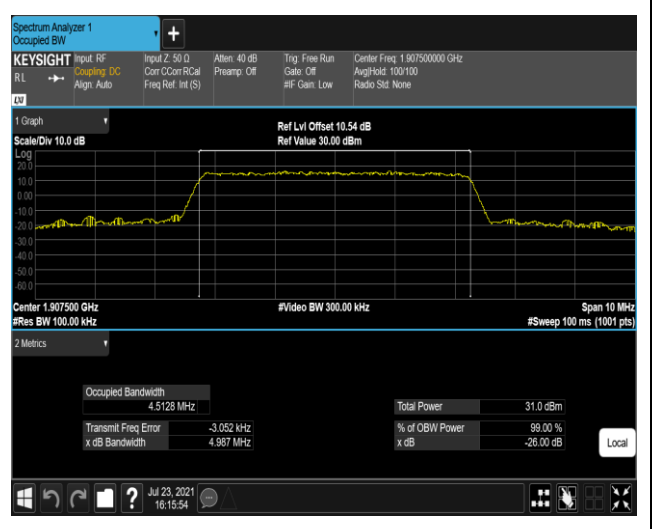 Spectrum Analyzer 1
Occupied BW
+
KEYSIGHT Input: RF Input Z: 50 Ω Atten: 40 dB Trig: Free Run Center Freq: 1.907500000 GHz
RL Coupling: DC Corr CCorr RCal Preamp: Off Gate: Off Avg|Hold: 100/100
Align: Auto Freq Ref: Int (S) #IF Gain: Low Radio Std: None
LXI
1 Graph
Ref Lvl Offset 10.54 dB
Scale/Div 10.0 dB Ref Value 30.00 dBm
Log
20.0
10.0
0.00
-10.0
-20.0
-30.0
-40.0
-50.0
-60.0
Center 1.907500 GHz #Video BW 300.00 kHz Span 10 MHz
#Res BW 100.00 kHz #Sweep 100 ms (1001 pts)
2 Metrics
Occupied Bandwidth
4.5128 MHz Total Power 31.0 dBm
Transmit Freq Error -3.052 kHz % of OBW Power 99.00 %
x dB Bandwidth 4.987 MHz x dB -26.00 dB
Local
? Jul 23, 2021
16:15:54